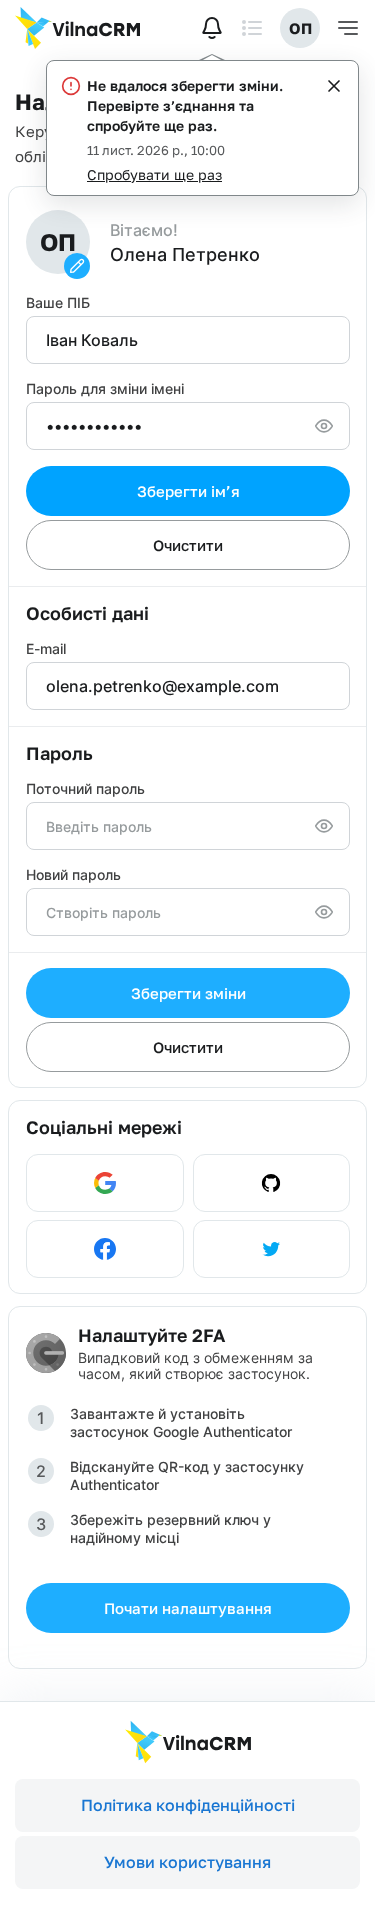 VilnaCRM
ОП
Не вдалося зберегти зміни.
Перевірте з’єднання та
спробуйте ще раз.
11 лист. 2026 р., 10:00
Спробувати ще раз
ОП
Вітаємо!
Олена Петренко
Ваше ПІБ
Іван Коваль
Пароль для зміни імені
••••••••••••
Зберегти ім’я
Очистити
Особисті дані
E-mail
olena.petrenko@example.com
Пароль
Поточний пароль
Введіть пароль
Новий пароль
Створіть пароль
Зберегти зміни
Очистити
Соціальні мережі
Налаштуйте 2FA
Випадковий код з обмеженням за
часом, який створює застосунок.
1
Завантажте й установіть
застосунок Google Authenticator
2
Відскануйте QR-код у застосунку
Authenticator
3
Збережіть резервний ключ у
надійному місці
Почати налаштування
VilnaCRM
Політика конфіденційності
Умови користування